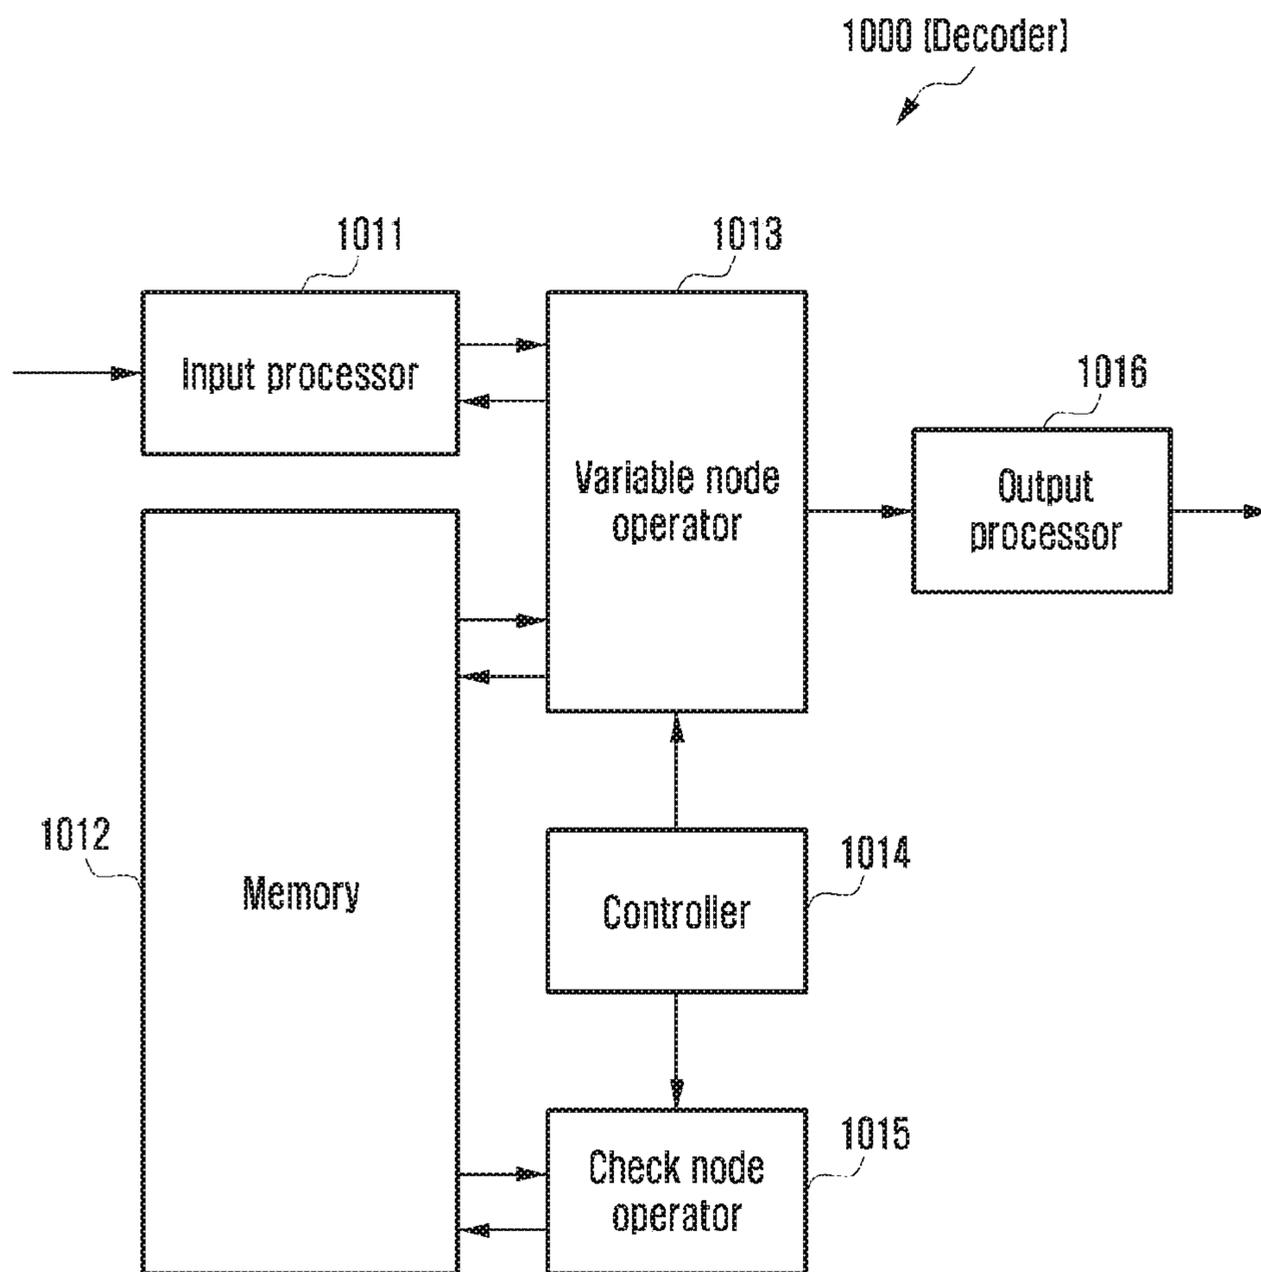 1000 (Decoder)
1011
1013
Input processor
1016
Variable node
operator
Output
processor
1012
Memory
1014
Controller
1015
Check node
operator